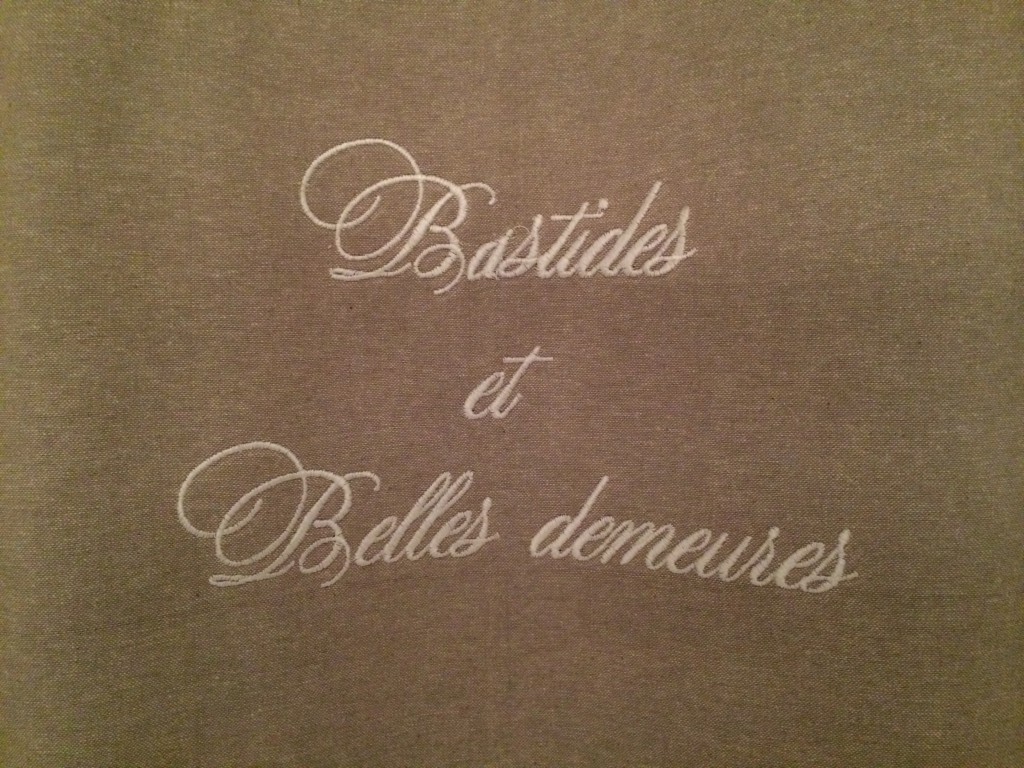 Bastides
et
Belles demeures